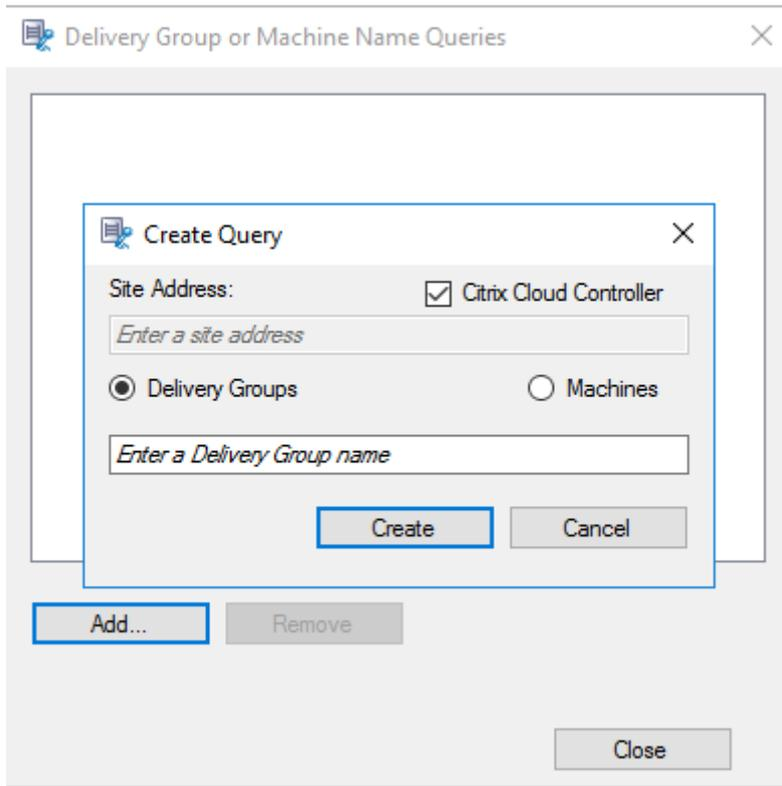 Delivery Group or Machine Name Queries
Create Query
Site Address: Citrix Cloud Controller
Enter a site address
Delivery Groups Machines
Enter a Delivery Group name
Create Cancel
Add... Remove
Close